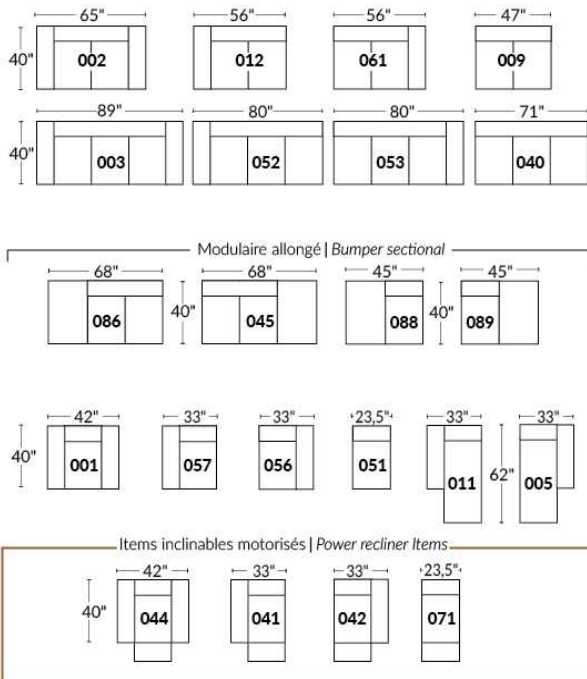 65" 56" 56" 47"
40" 002 012 061 009
89" 80" 80" 71"
40" 003 052 053 040
Modulaire allongé | Bumper sectional
68" 68" 45" 45"
086 40" 045 088 40" 089
42" 33" 33" 23,5" 33" 33"
40" 001 057 056 051 011 62" 005
Items inclinables motorisés | Power recliner Items
42" 33" 33" 23,5"
40" 044 041 042 071